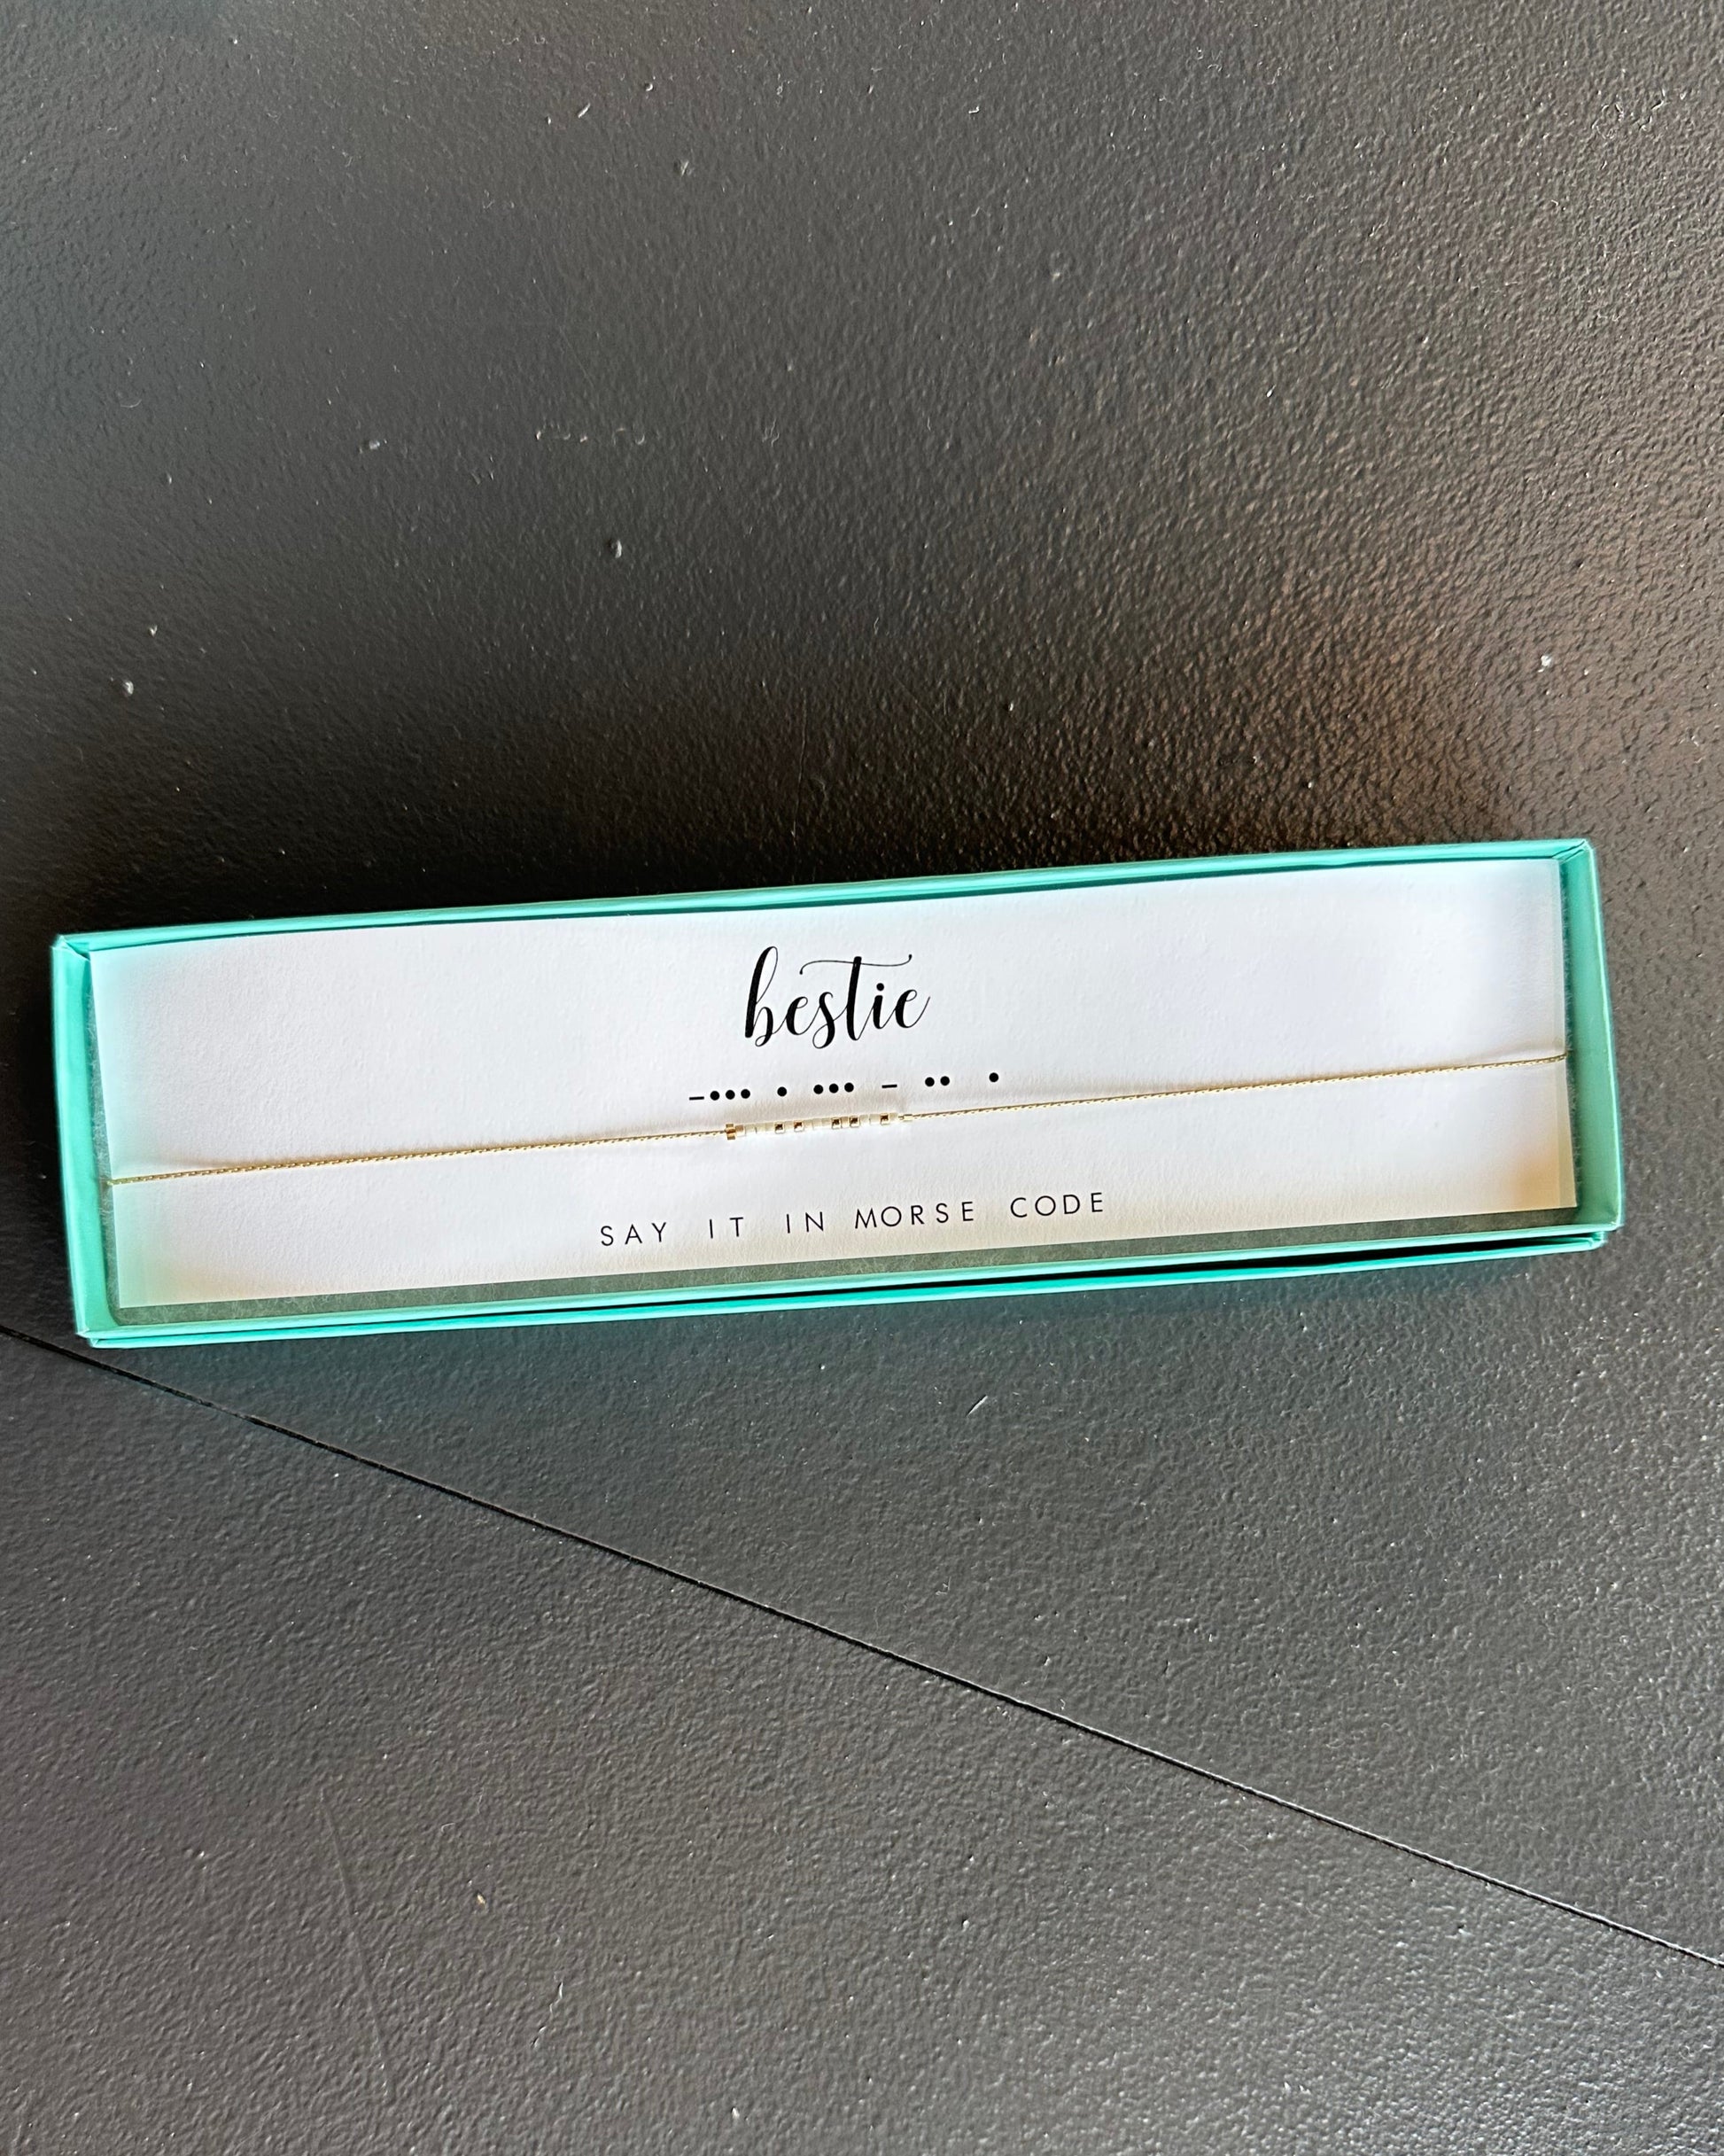 bestie
–••• • ••• – •• •
SAY IT IN MORSE CODE